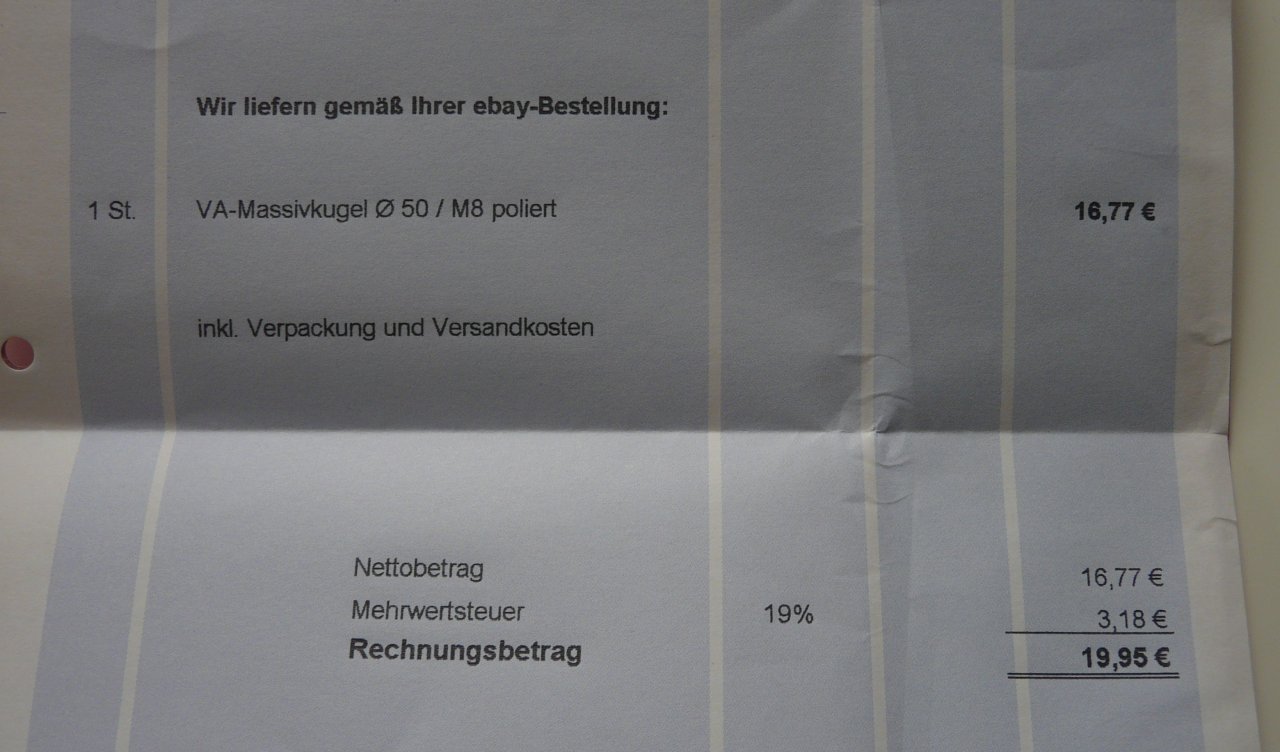 Wir liefern gemäß Ihrer ebay-Bestellung:
1 St. VA-Massivkugel Ø 50 / M8 poliert 16,77 €
inkl. Verpackung und Versandkosten
Nettobetrag 16,77 €
Mehrwertsteuer 19% 3,18 €
Rechnungsbetrag 19,95 €